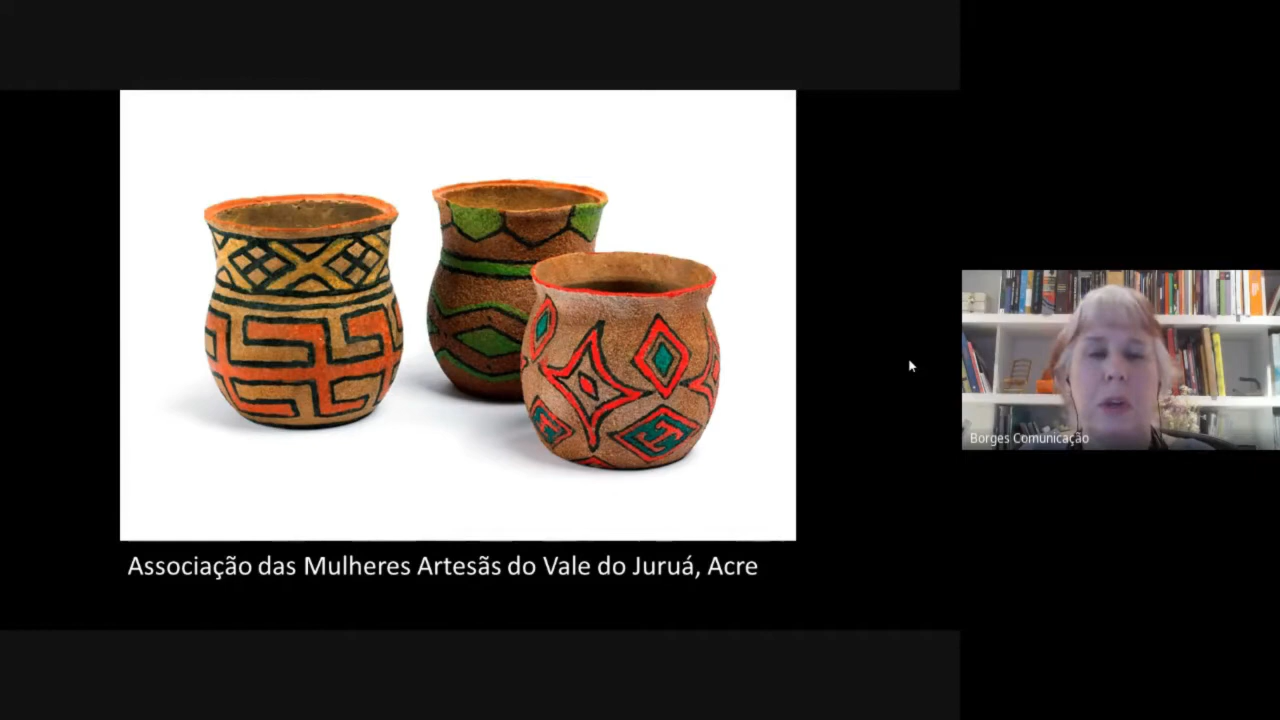 Associação das Mulheres Artesãs do Vale do Juruá, Acre
Borges Comunicação